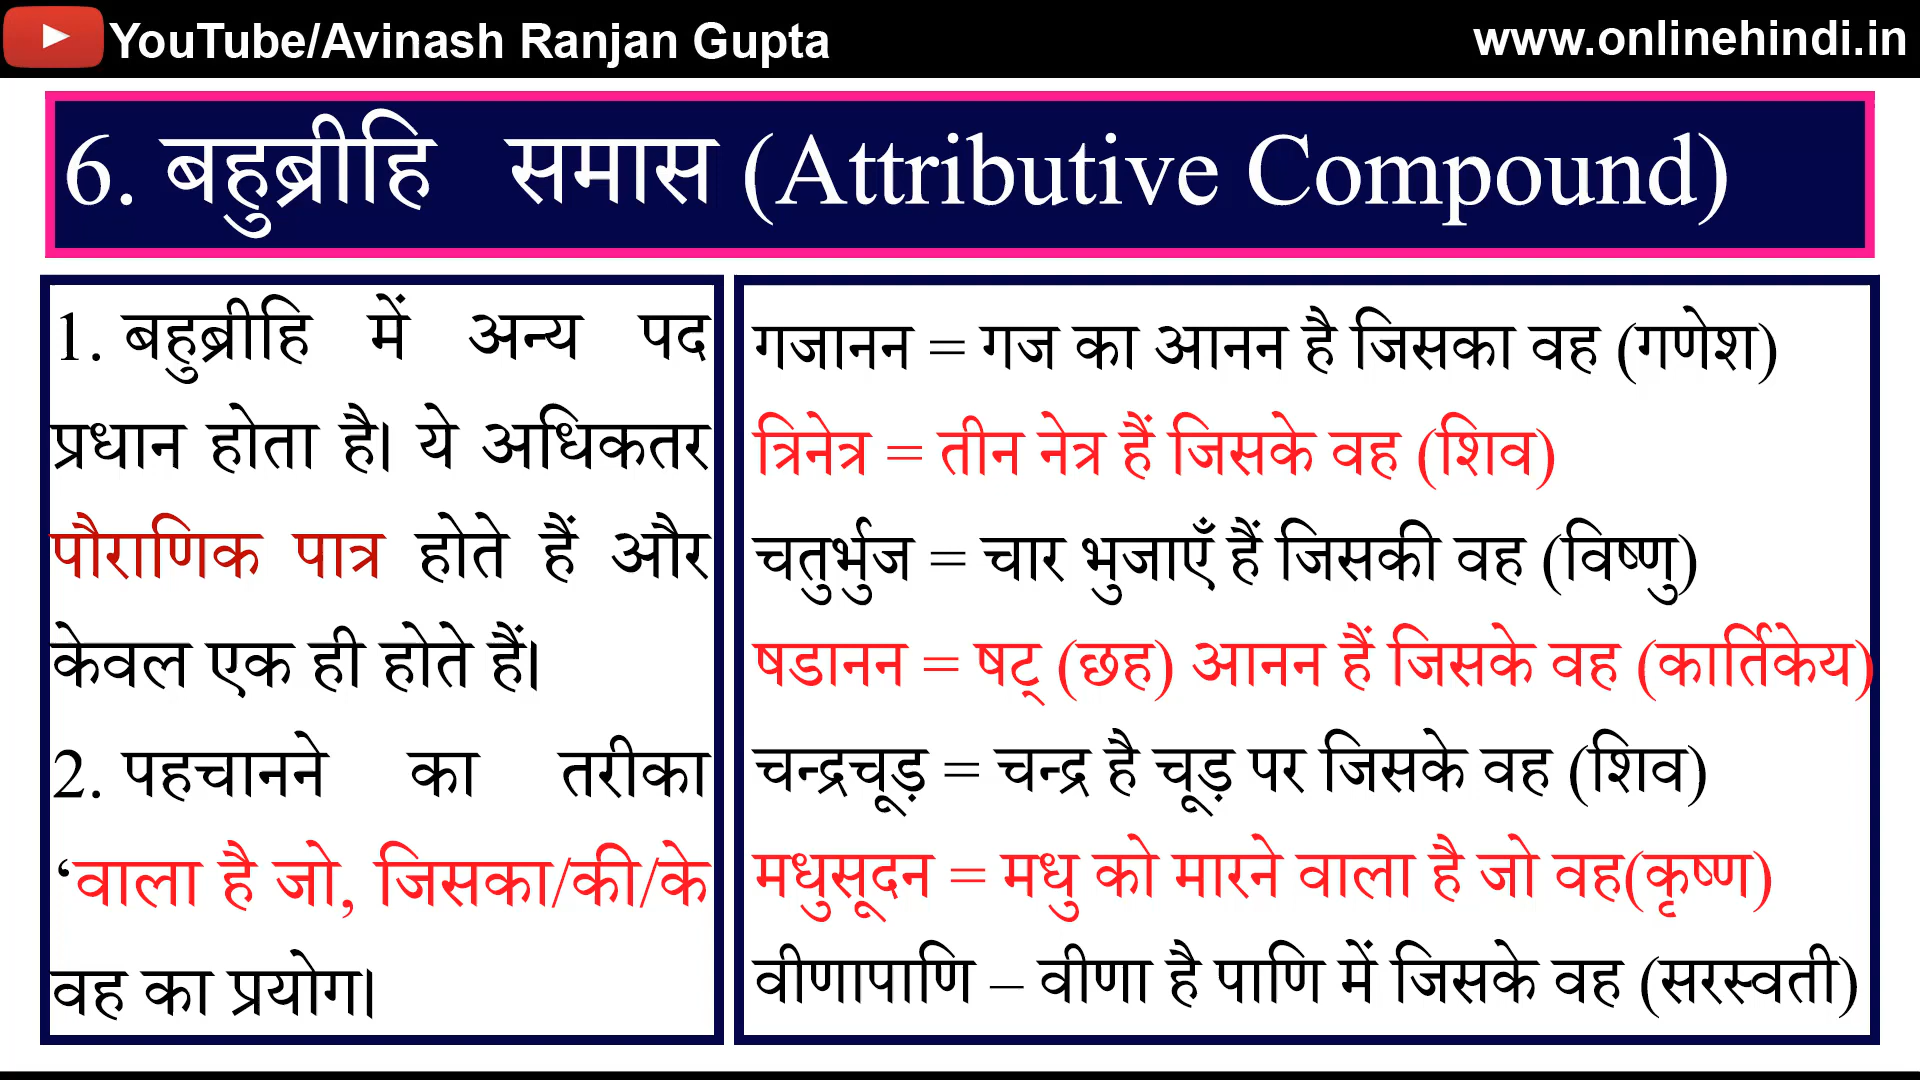 YouTube/Avinash Ranjan Gupta
www.onlinehindi.in
6. बहुब्रीहि समास (Attributive Compound)
1. बहुब्रीहि में अन्य पद
प्रधान होता है। ये अधिकतर
पौराणिक पात्र होते हैं और
केवल एक ही होते हैं।
2. पहचानने का तरीका
‘वाला है जो, जिसका/की/के
वह का प्रयोग।
गजानन = गज का आनन है जिसका वह (गणेश)
त्रिनेत्र = तीन नेत्र हैं जिसके वह (शिव)
चतुर्भुज = चार भुजाएँ हैं जिसकी वह (विष्णु)
षडानन = षट् (छह) आनन हैं जिसके वह (कार्तिकेय)
चन्द्रचूड़ = चन्द्र है चूड़ पर जिसके वह (शिव)
मधुसूदन = मधु को मारने वाला है जो वह(कृष्ण)
वीणापाणि – वीणा है पाणि में जिसके वह (सरस्वती)